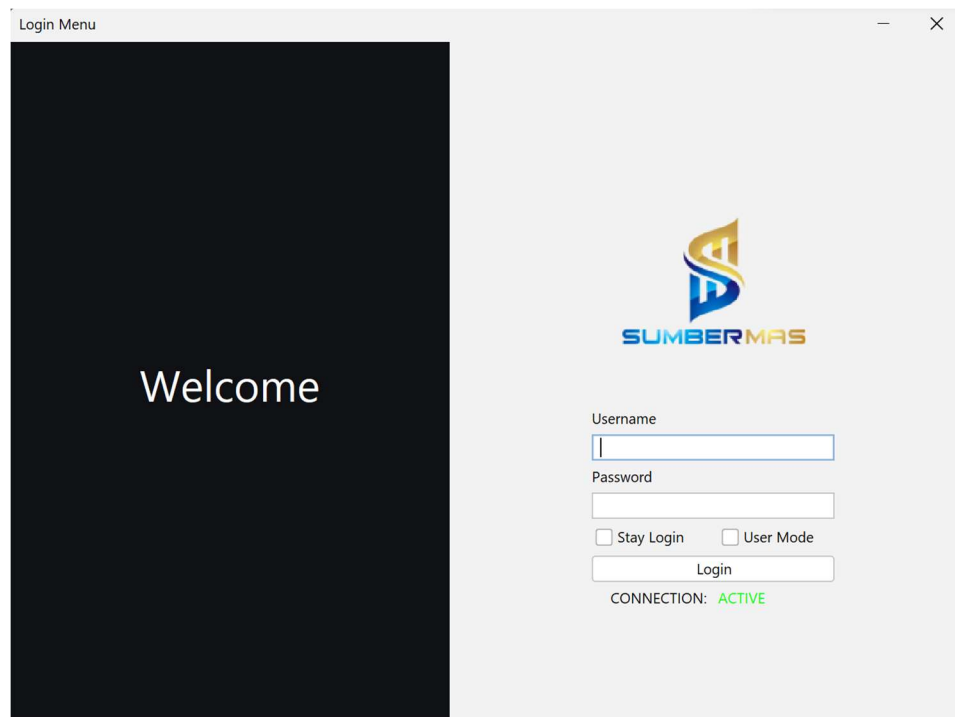 Login Menu
Welcome
SUMBERMAS
Username
Password
Stay Login
User Mode
Login
CONNECTION: ACTIVE